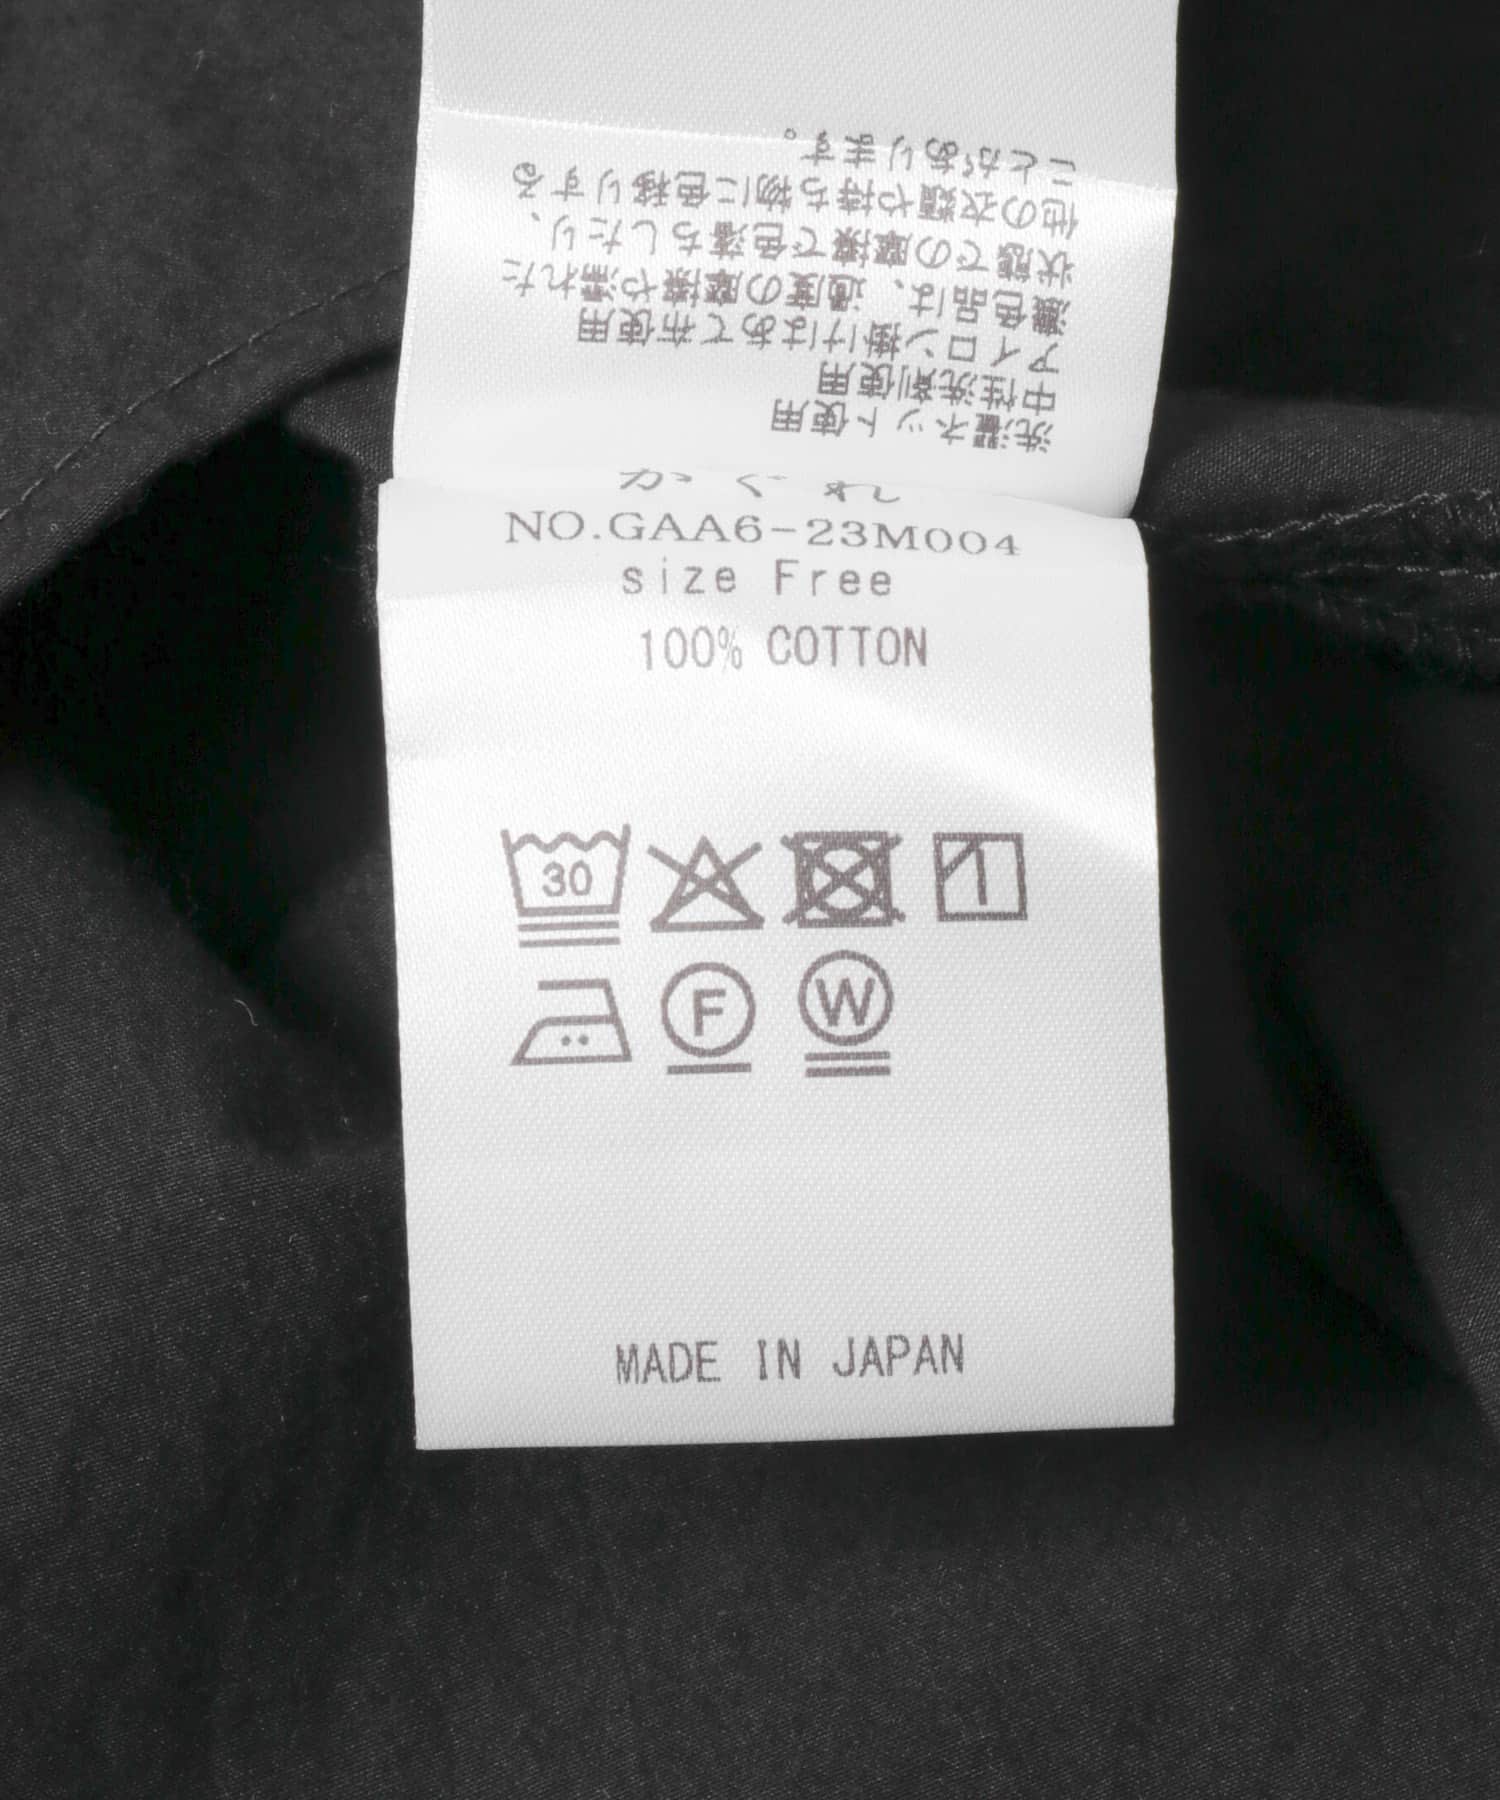 洗濯ネット使用
中性洗剤使用
アイロン掛けはあて布使用
濃色品は、過度の摩擦や濡れた
状態での摩擦で色落ちしたり、
他の衣類や持ち物に色移りする
ことがあります。
かぐれ
NO.GAA6-23M004
size Free
100% COTTON
30
F W
MADE IN JAPAN